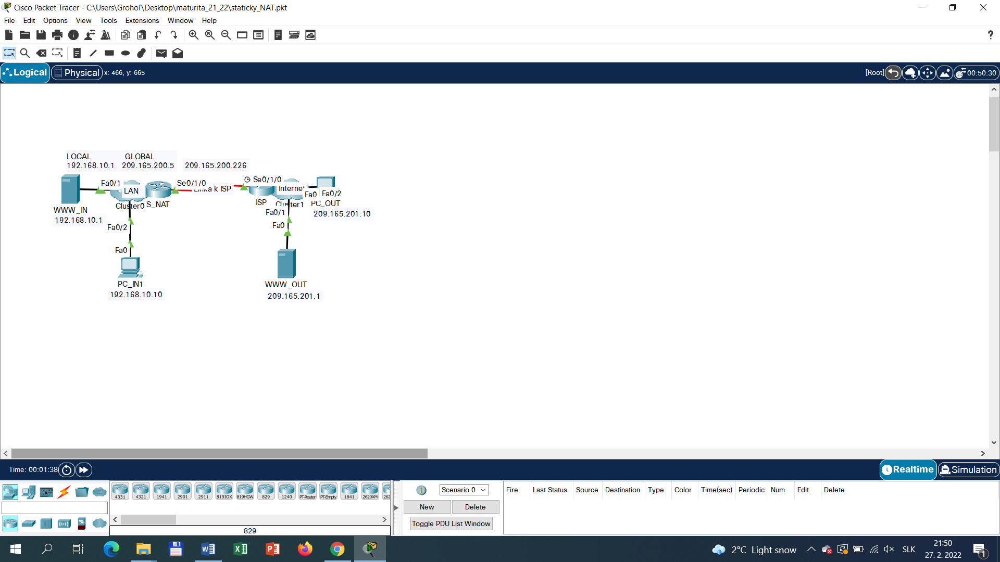 Cisco Packet Tracer - C:\Users\Grohol\Desktop\maturita_21_22\staticky_NAT.pkt
File Edit Options View Tools Extensions Window Help
Logical Physical x: 466, y: 665 [Root] 00:50:30
LOCAL GLOBAL
192.168.10.1 209.165.200.5 209.165.200.226
Fa0/1 Se0/1/0 Se0/1/0
LAN Linka k ISP Internet
Fa0 Fa0/2
Cluster0 S_NAT ISP Cluster1 PC_OUT
WWW_IN Fa0/1 209.165.201.10
192.168.10.1
Fa0/2 Fa0
Fa0
PC_IN1 WWW_OUT
192.168.10.10 209.165.201.1
Time: 00:01:38 Realtime Simulation
4331 4321 1941 2901 2911 819IOX 819HGW 829 1240 PT-Router PT-Empty 1841 2620XM 262
829
Scenario 0
New Delete
Toggle PDU List Window
Fire Last Status Source Destination Type Color Time(sec) Periodic Num Edit Delete
2°C Light snow SLK 21:50
27. 2. 2022 1